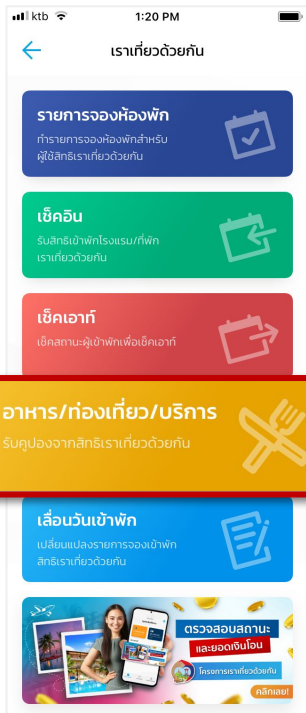 ktb 1:20 PM
เราเที่ยวด้วยกัน
รายการจองห้องพัก
ทำรายการจองห้องพักสำหรับ
ผู้ใช้สิทธิเราเที่ยวด้วยกัน
เช็คอิน
รับสิทธิเข้าพักโรงแรม/ที่พัก
เราเที่ยวด้วยกัน
เช็คเอาท์
เช็คสถานะผู้เข้าพักเพื่อเช็คเอาท์
อาหาร/ท่องเที่ยว/บริการ
รับคูปองจากสิทธิเราเที่ยวด้วยกัน
เลื่อนวันเข้าพัก
เปลี่ยนแปลงรายการจองเข้าพัก
สิทธิเราเที่ยวด้วยกัน
ตรวจสอบสถานะ
และยอดเงินโอน
โครงการเราเที่ยวด้วยกัน
คลิกเลย!